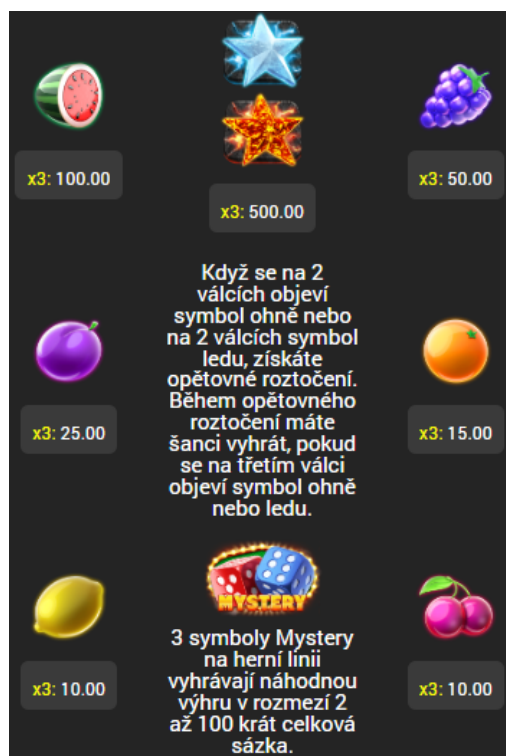 x3: 100.00
x3: 500.00
x3: 50.00
Když se na 2
válcích objeví
symbol ohně nebo
na 2 válcích symbol
ledu, získáte
opětovné roztočení.
Během opětovného
roztočení máte
šanci vyhrát, pokud
se na třetím válci
objeví symbol ohně
nebo ledu.
x3: 25.00
x3: 15.00
MYSTERY
3 symboly Mystery
na herní linii
vyhrávají náhodnou
výhru v rozmezí 2
až 100 krát celková
sázka.
x3: 10.00
x3: 10.00